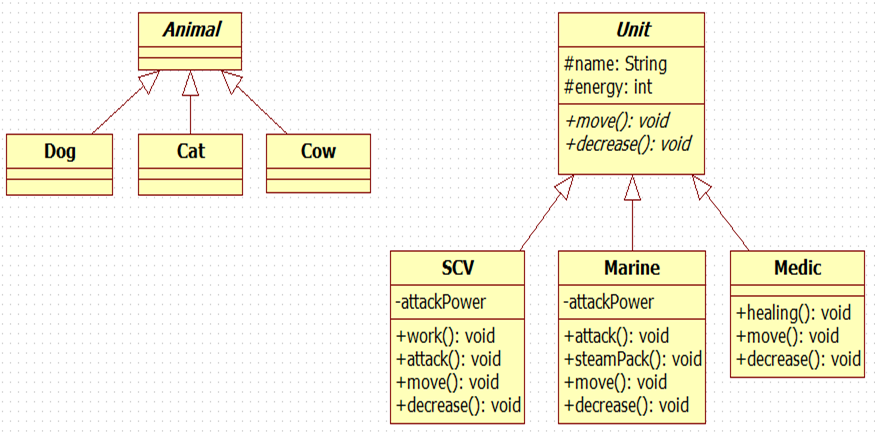 Animal
Dog
Cat
Cow
Unit
#name: String
#energy: int
+move(): void
+decrease(): void
SCV
-attackPower
+work(): void
+attack(): void
+move(): void
+decrease(): void
Marine
-attackPower
+attack(): void
+steamPack(): void
+move(): void
+decrease(): void
Medic
+healing(): void
+move(): void
+decrease(): void